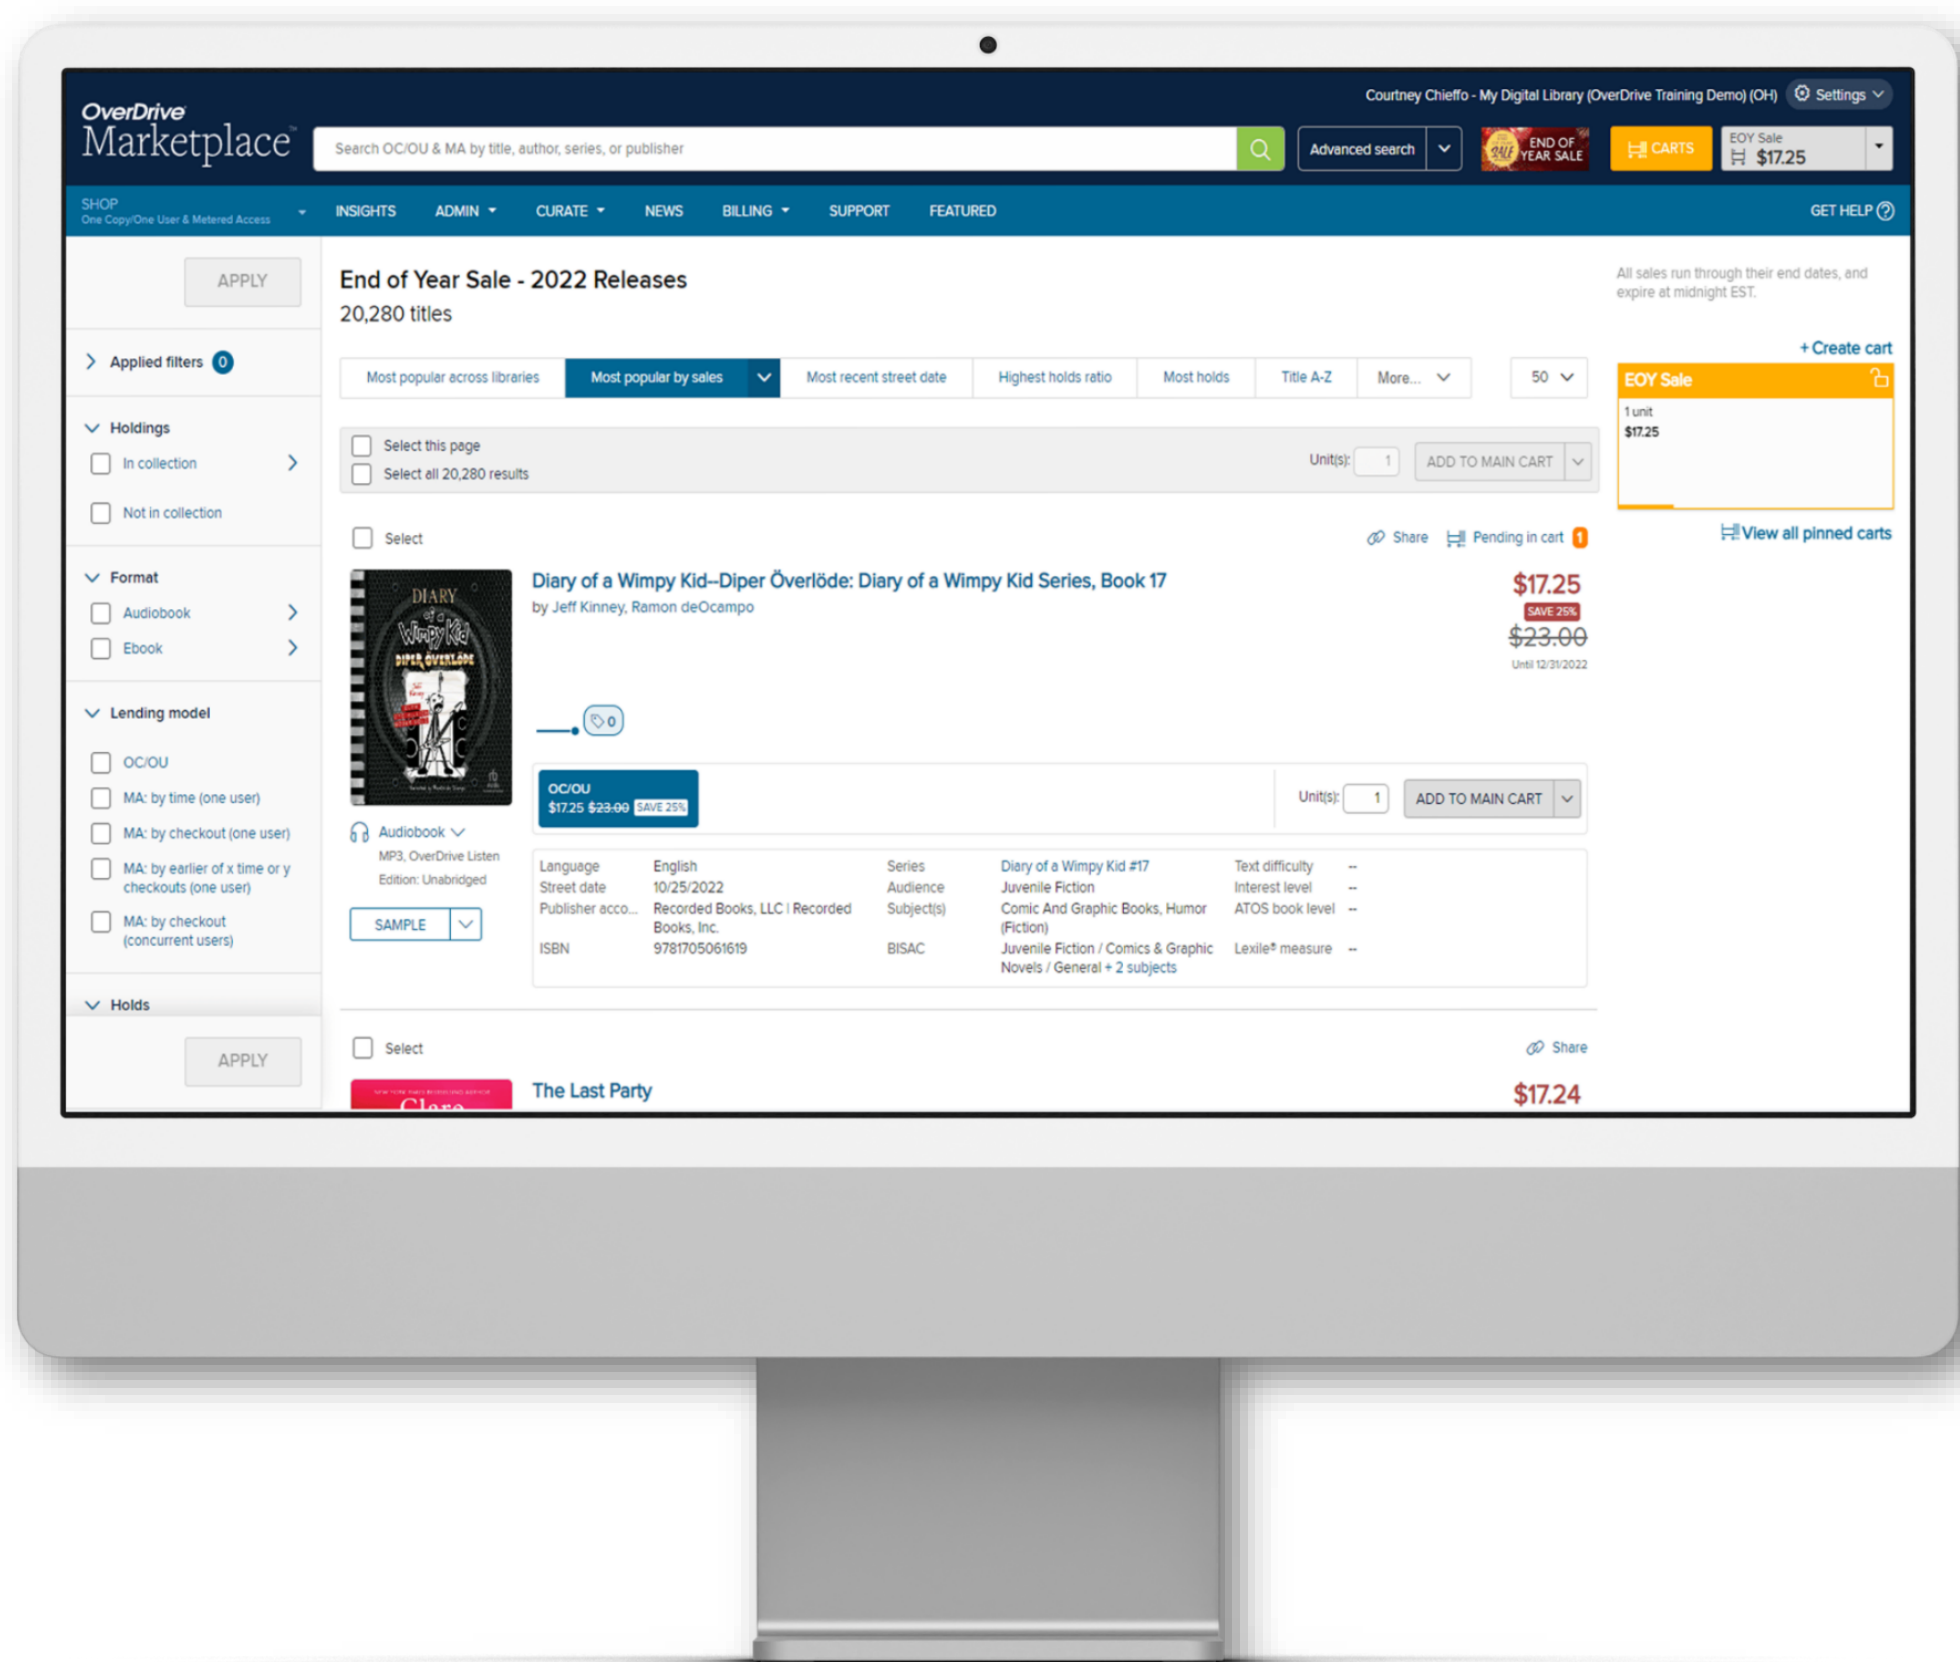 Courtney Chieffo - My Digital Library (OverDrive Training Demo) (OH)
Settings
OverDrive
Marketplace™
Search OC/OU & MA by title, author, series, or publisher
Advanced search
SALE
END OF
YEAR SALE
CARTS
EOY Sale
$17.25
SHOP
One Copy/One User & Metered Access
INSIGHTS
ADMIN
CURATE
NEWS
BILLING
SUPPORT
FEATURED
GET HELP
APPLY
Applied filters 0
Holdings
In collection
Not in collection
Format
Audiobook
Ebook
Lending model
OC/OU
MA: by time (one user)
MA: by checkout (one user)
MA: by earlier of x time or y
checkouts (one user)
MA: by checkout
(concurrent users)
Holds
APPLY
End of Year Sale - 2022 Releases
20,280 titles
Most popular across libraries
Most popular by sales
Most recent street date
Highest holds ratio
Most holds
Title A-Z
More...
50
Select this page
Select all 20,280 results
Unit(s): 1
ADD TO MAIN CART
Select
Share
Pending in cart 1
DIARY
of a
Wimpy Kid
DIPER ÖVERLÖDE
Diary of a Wimpy Kid--Diper Överlöde: Diary of a Wimpy Kid Series, Book 17
by Jeff Kinney, Ramon deOcampo
$17.25
SAVE 25%
$23.00
Until 12/31/2022
0
OC/OU
$17.25 $23.00 SAVE 25%
Unit(s): 1
ADD TO MAIN CART
Audiobook
MP3, OverDrive Listen
Edition: Unabridged
SAMPLE
Language English
Street date 10/25/2022
Publisher acco... Recorded Books, LLC | Recorded
Books, Inc.
ISBN 9781705061619
Series Diary of a Wimpy Kid #17
Audience Juvenile Fiction
Subject(s) Comic And Graphic Books, Humor
(Fiction)
BISAC Juvenile Fiction / Comics & Graphic
Novels / General + 2 subjects
Text difficulty --
Interest level --
ATOS book level --
Lexile® measure --
Select
Share
NEW YORK TIMES BESTSELLING AUTHOR
Clare
The Last Party
$17.24
All sales run through their end dates, and
expire at midnight EST.
+ Create cart
EOY Sale
1 unit
$17.25
View all pinned carts